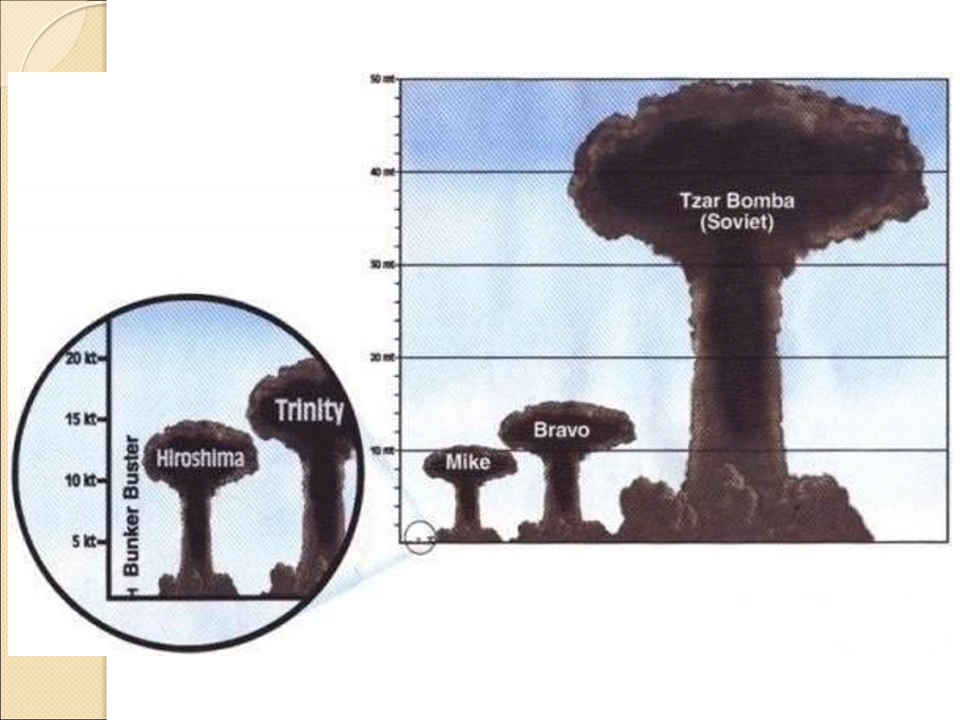 50 mt
40 mt
30 mt
20 mt
10 mt
Tzar Bomba
(Soviet)
Bravo
Mike
20 kt
15 kt
10 kt
5 kt
Bunker Buster
Hiroshima
Trinity